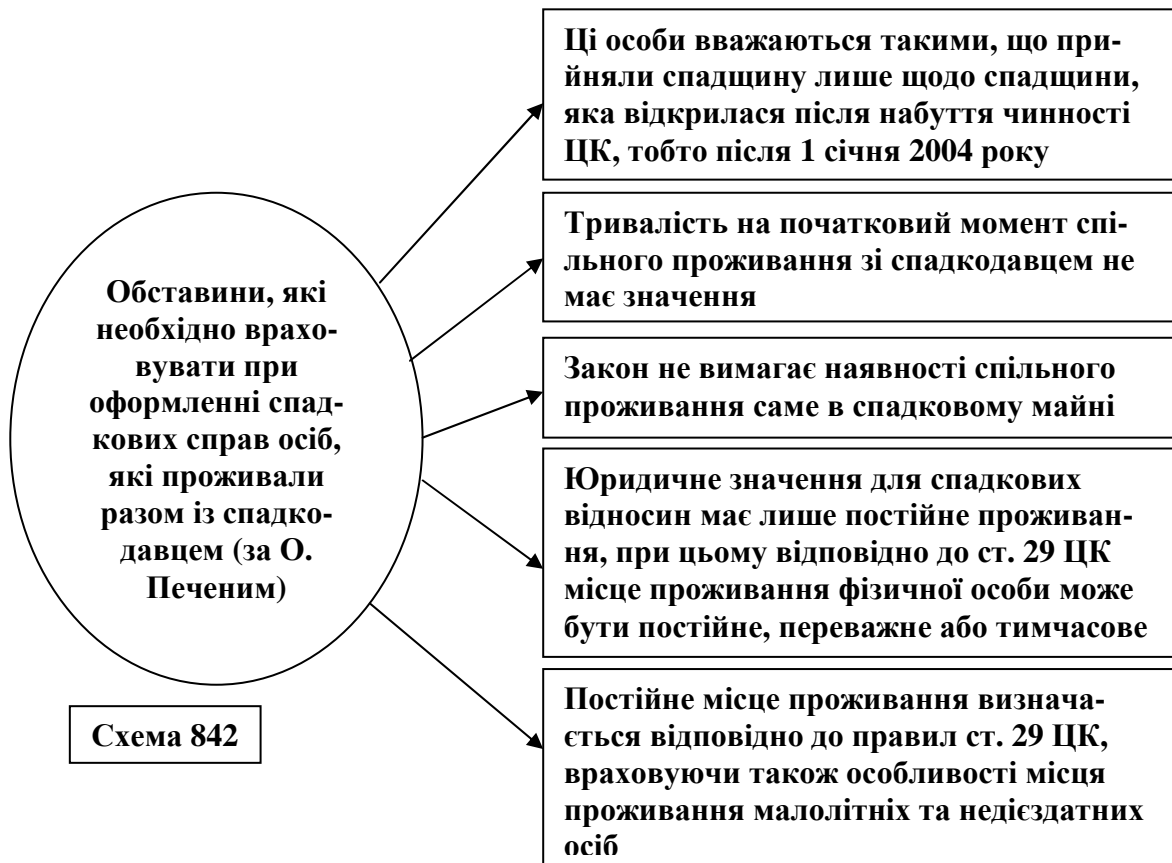 Обставини, які
необхідно врахо-
вувати при
оформленні спад-
кових справ осіб,
які проживали
разом із спадко-
давцем (за О.
Печеним)
Схема 842
Ці особи вважаються такими, що при-
йняли спадщину лише щодо спадщини,
яка відкрилася після набуття чинності
ЦК, тобто після 1 січня 2004 року
Тривалість на початковий момент спі-
льного проживання зі спадкодавцем не
має значення
Закон не вимагає наявності спільного
проживання саме в спадковому майні
Юридичне значення для спадкових
відносин має лише постійне проживан-
ня, при цьому відповідно до ст. 29 ЦК
місце проживання фізичної особи може
бути постійне, переважне або тимчасове
Постійне місце проживання визнача-
ється відповідно до правил ст. 29 ЦК,
враховуючи також особливості місця
проживання малолітніх та недієздатних
осіб